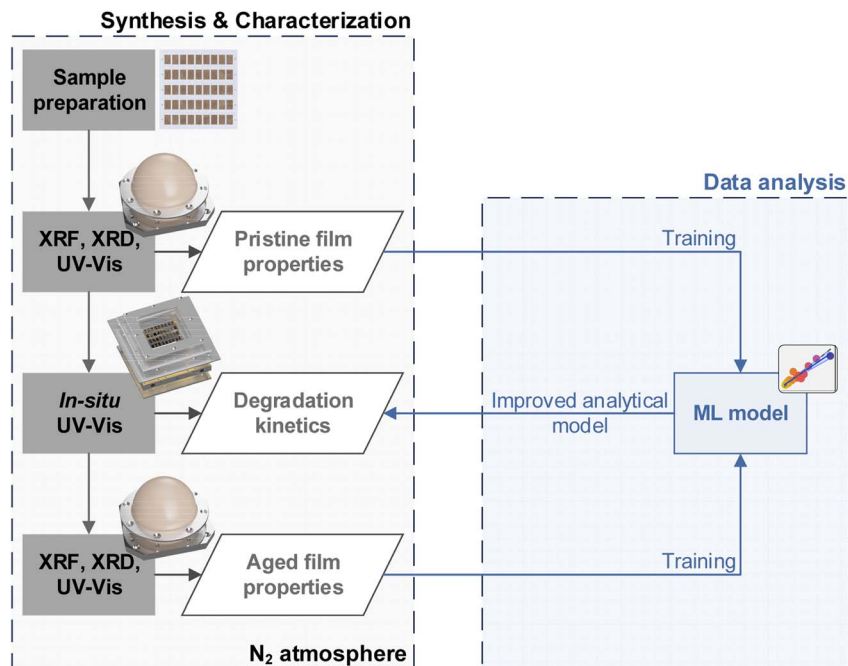 Synthesis & Characterization
Sample
preparation
Data analysis
XRF, XRD,
UV-Vis
Pristine film
properties
Training
In-situ
UV-Vis
Degradation
kinetics
Improved analytical
model
ML model
XRF, XRD,
UV-Vis
Aged film
properties
Training
N₂ atmosphere